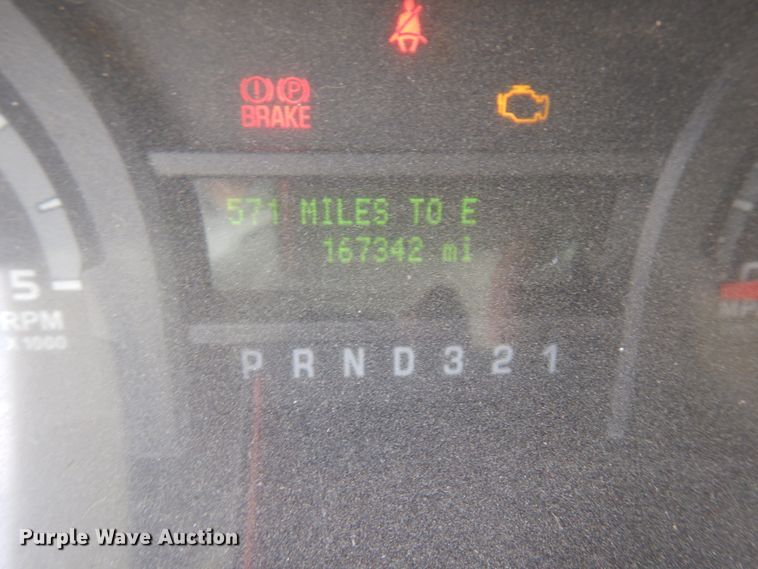 BRAKE
571 MILES TO E
167342 mi
5
RPM
X 1000
P R N D 3 2 1
Purple Wave Auction